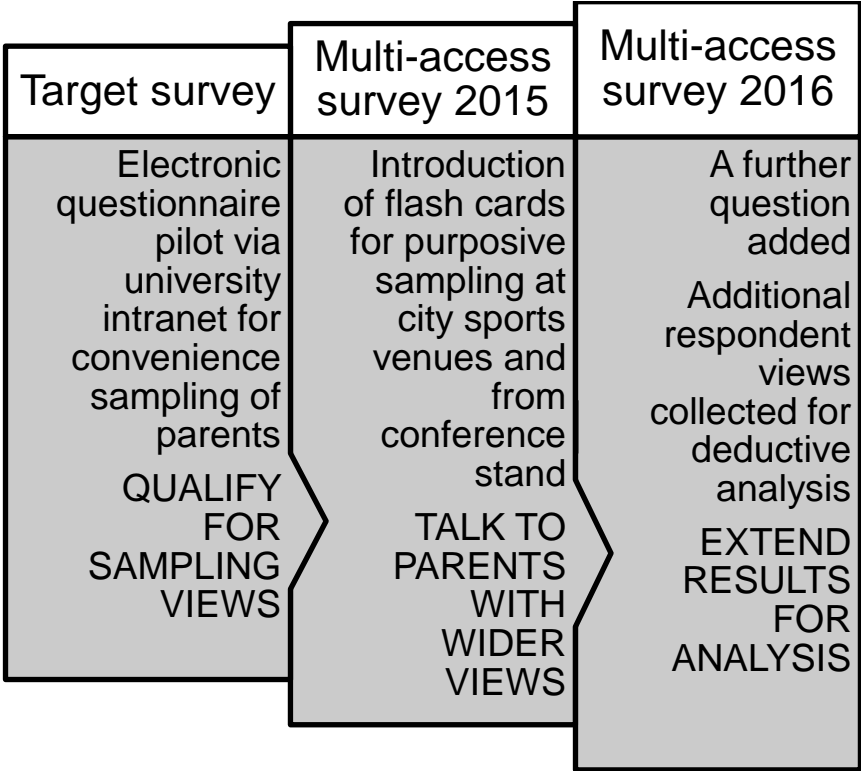 Target survey
Electronic
questionnaire
pilot via
university
intranet for
convenience
sampling of
parents
QUALIFY
FOR
SAMPLING
VIEWS
Multi-access
survey 2015
Introduction
of flash cards
for purposive
sampling at
city sports
venues and
from
conference
stand
TALK TO
PARENTS
WITH
WIDER
VIEWS
Multi-access
survey 2016
A further
question
added
Additional
respondent
views
collected for
deductive
analysis
EXTEND
RESULTS
FOR
ANALYSIS